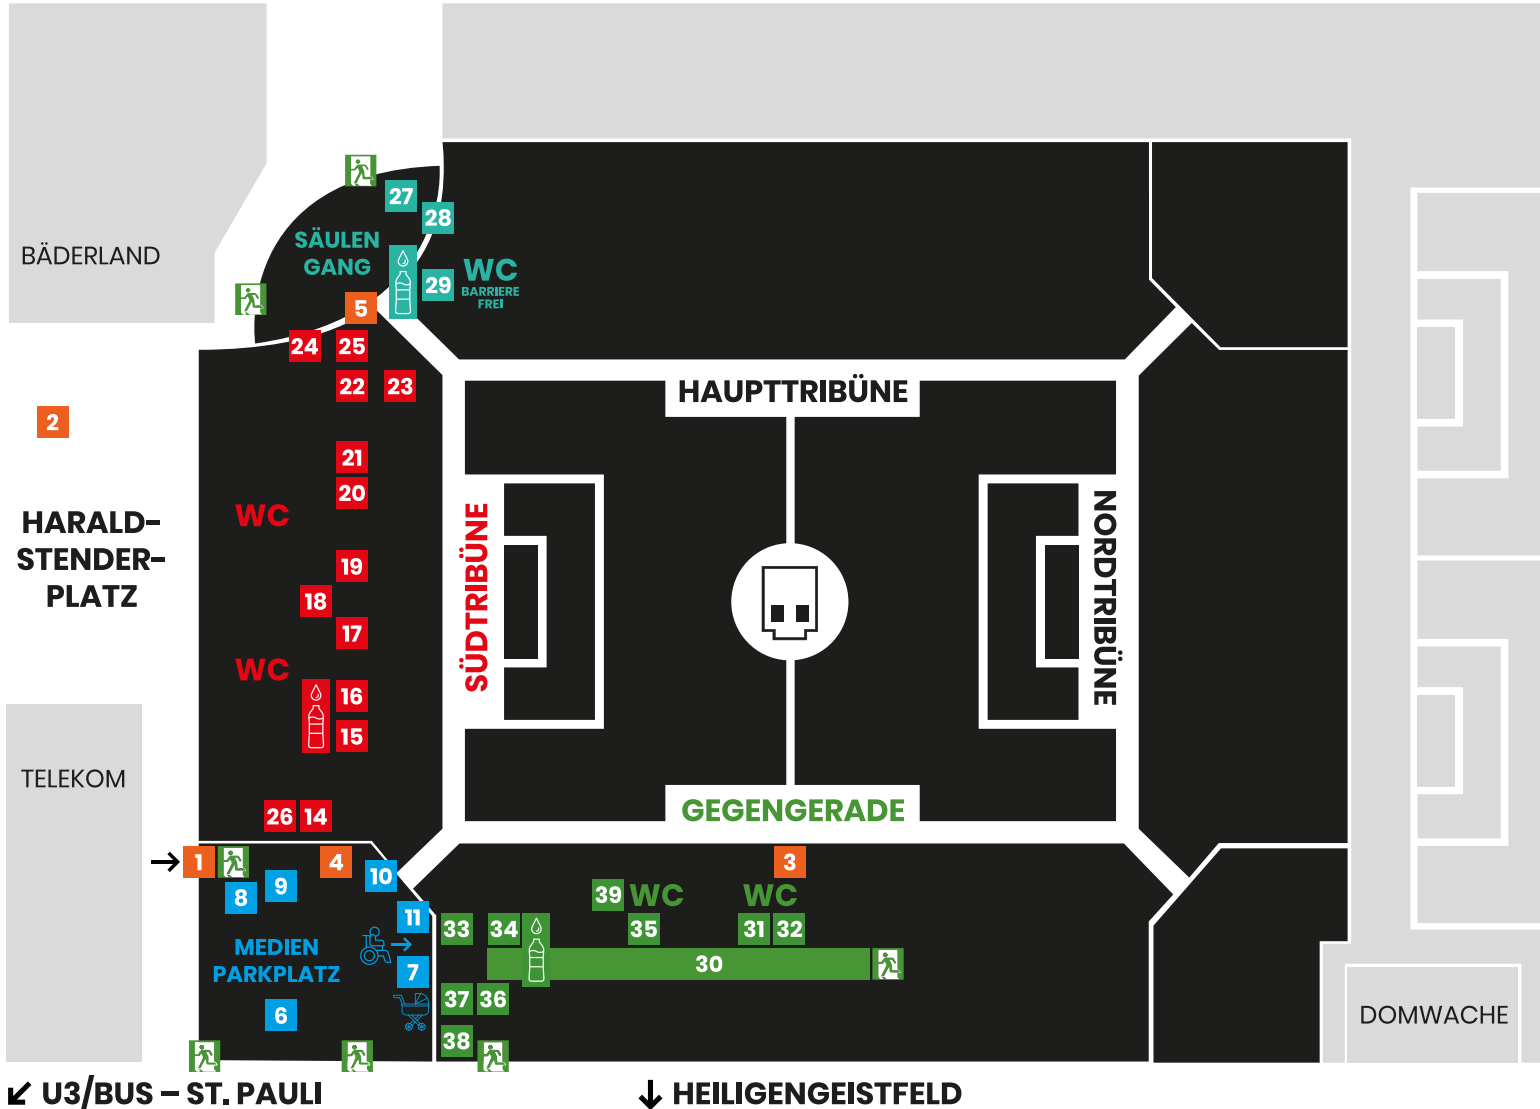 27
28
SÄULEN
GANG
BÄDERLAND
29
WC
BARRIERE
FREI
5
24
25
22
23
HAUPTTRIBÜNE
2
21
20
WC
HARALD-
STENDER-
PLATZ
SÜDTRIBÜNE
NORDTRIBÜNE
19
18
17
WC
16
15
TELEKOM
26
14
GEGENGERADE
1
4
3
10
9
8
39
WC
WC
11
33
34
35
31
32
MEDIEN
PARKPLATZ
7
30
37
36
6
38
DOMWACHE
U3/BUS – ST. PAULI
HEILIGENGEISTFELD